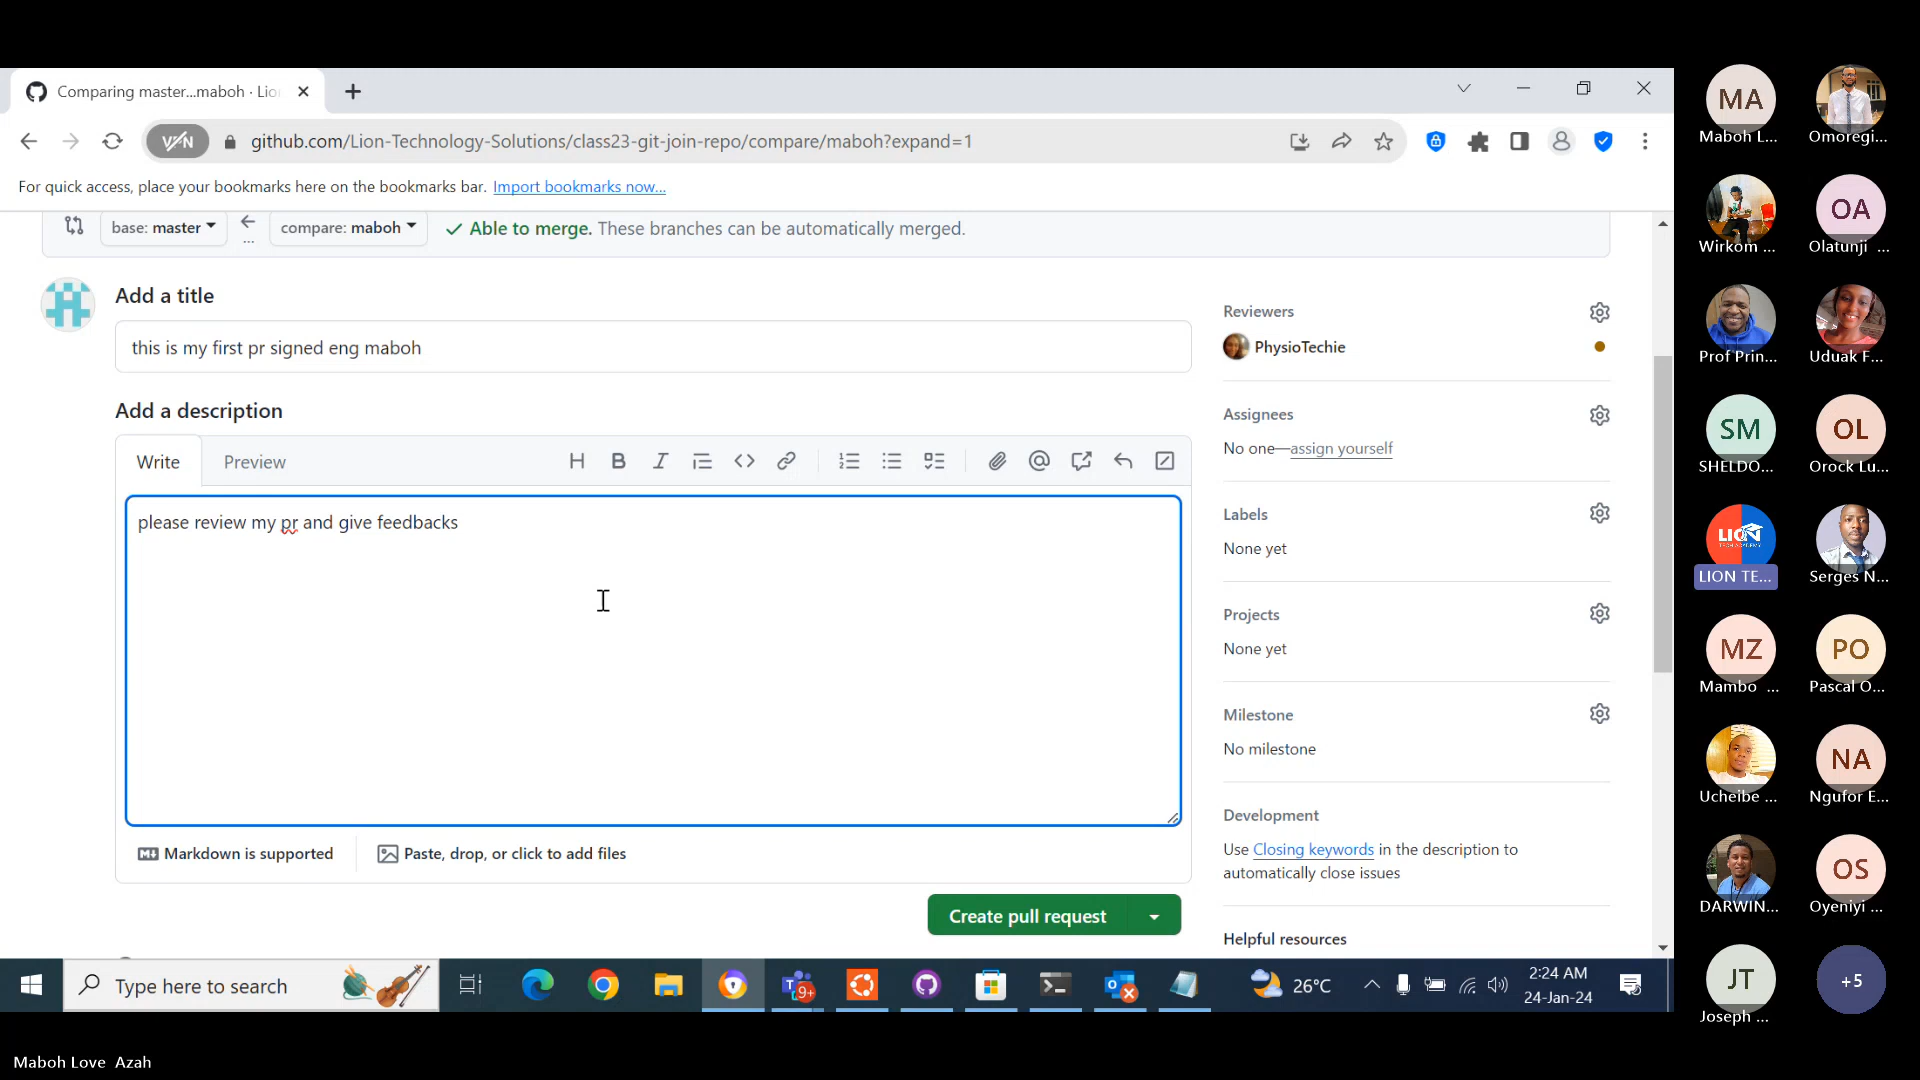 Comparing master...maboh · Lio
VPN
github.com/Lion-Technology-Solutions/class23-git-join-repo/compare/maboh?expand=1
For quick access, place your bookmarks here on the bookmarks bar. Import bookmarks now...
base: master
...
compare: maboh
Able to merge. These branches can be automatically merged.
Add a title
this is my first pr signed eng maboh
Add a description
Write
Preview
please review my pr and give feedbacks
Markdown is supported
Paste, drop, or click to add files
Create pull request
Reviewers
PhysioTechie
Assignees
No one—assign yourself
Labels
None yet
Projects
None yet
Milestone
No milestone
Development
Use Closing keywords in the description to
automatically close issues
Helpful resources
Type here to search
9+
26°C
2:24 AM
24-Jan-24
MA
Maboh L...
Omoregi...
Wirkom ...
OA
Olatunji ...
Prof Prin...
Uduak F...
SM
SHELDO...
OL
Orock Lu...
LION
TECH ACADEMY
LION TE...
Serges N...
MZ
Mambo ...
PO
Pascal O...
Ucheibe ...
NA
Ngufor E...
DARWIN...
OS
Oyeniyi ...
JT
Joseph ...
+5
Maboh Love Azah